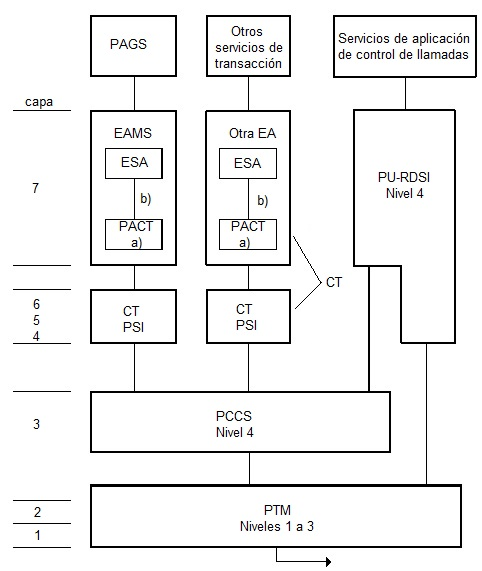 PAGS
Otros
servicios de
transacción
Servicios de aplicación
de control de llamadas
capa
7
EAMS
ESA
b)
PACT
a)
Otra EA
ESA
b)
PACT
a)
PU-RDSI
Nivel 4
CT
6
5
4
CT
PSI
CT
PSI
3
PCCS
Nivel 4
2
1
PTM
Niveles 1 a 3